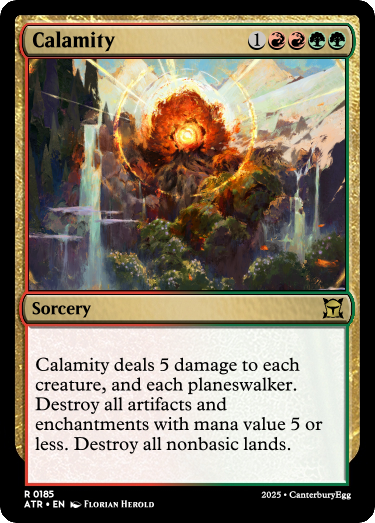 Calamity 1
Sorcery
Calamity deals 5 damage to each
creature, and each planeswalker.
Destroy all artifacts and
enchantments with mana value 5 or
less. Destroy all nonbasic lands.
R 0185
ATR • EN Florian Herold
2025 • CanterburyEgg